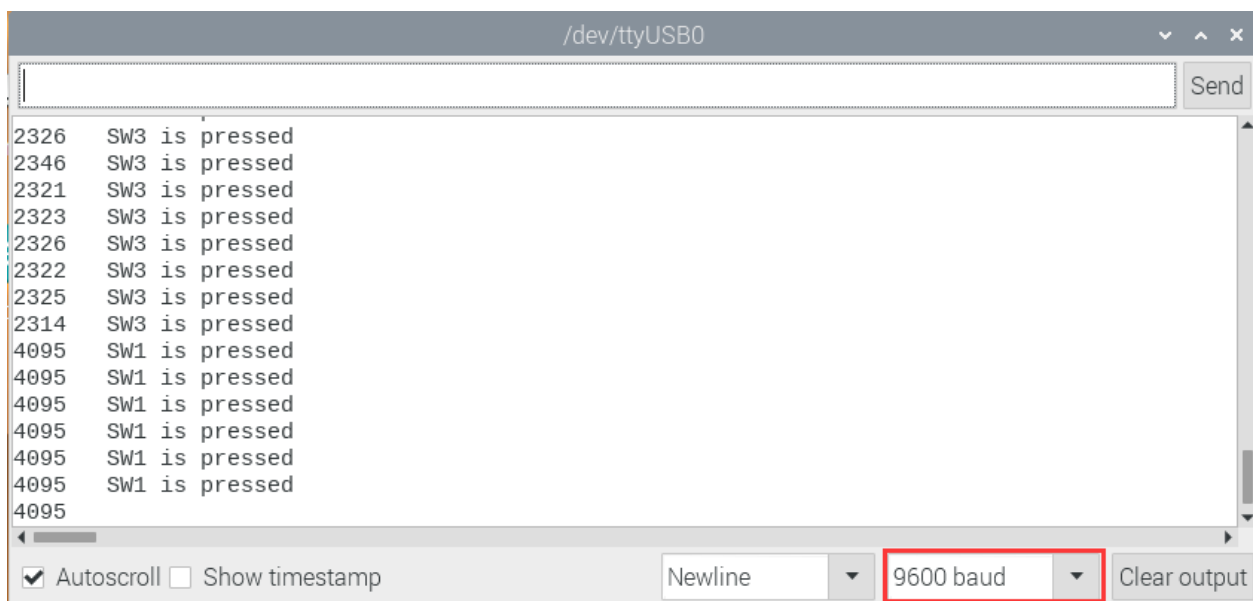 /dev/ttyUSB0
Send
2326 SW3 is pressed
2346 SW3 is pressed
2321 SW3 is pressed
2323 SW3 is pressed
2326 SW3 is pressed
2322 SW3 is pressed
2325 SW3 is pressed
2314 SW3 is pressed
4095 SW1 is pressed
4095 SW1 is pressed
4095 SW1 is pressed
4095 SW1 is pressed
4095 SW1 is pressed
4095 SW1 is pressed
4095
Autoscroll Show timestamp Newline 9600 baud Clear output